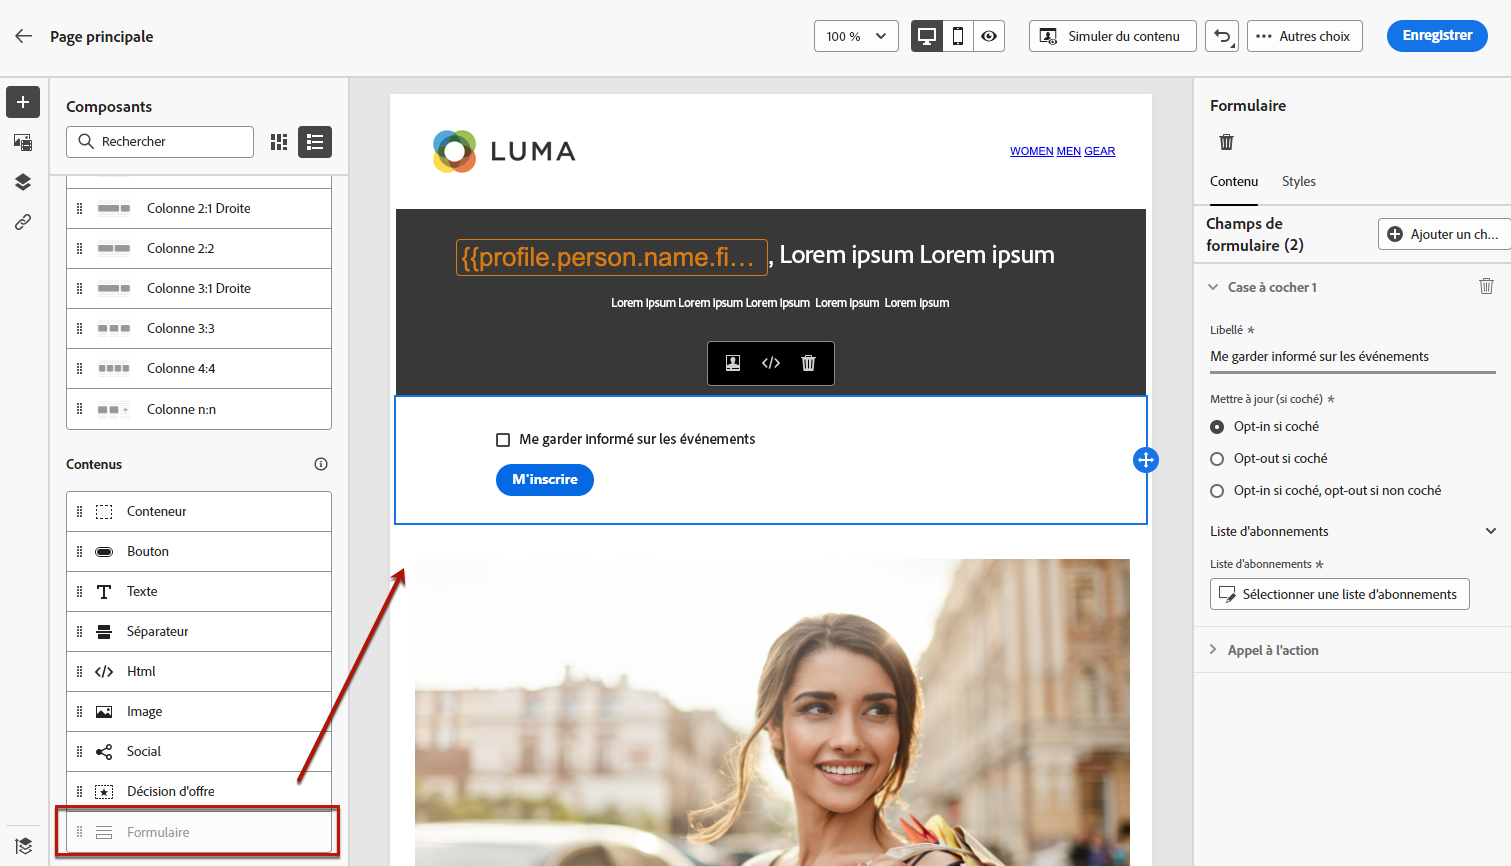 Page principale
100 %
Simuler du contenu
Autres choix
Enregistrer
Composants
Rechercher
Colonne 2:1 Droite
Colonne 2:2
Colonne 3:1 Droite
Colonne 3:3
Colonne 4:4
Colonne n:n
Contenus
Conteneur
Bouton
Texte
Séparateur
Html
Image
Social
Décision d'offre
Formulaire
LUMA
WOMEN MEN GEAR
{{profile.person.name.fi... , Lorem ipsum Lorem ipsum
Lorem Ipsum Lorem Ipsum Lorem Ipsum Lorem Ipsum Lorem Ipsum
Me garder informé sur les événements
M'inscrire
Formulaire
Contenu Styles
Champs de
formulaire (2)
Ajouter un ch...
Case à cocher 1
Libellé *
Me garder informé sur les événements
Mettre à jour (si coché) *
Opt-in si coché
Opt-out si coché
Opt-in si coché, opt-out si non coché
Liste d'abonnements
Liste d'abonnements *
Sélectionner une liste d'abonnements
Appel à l'action